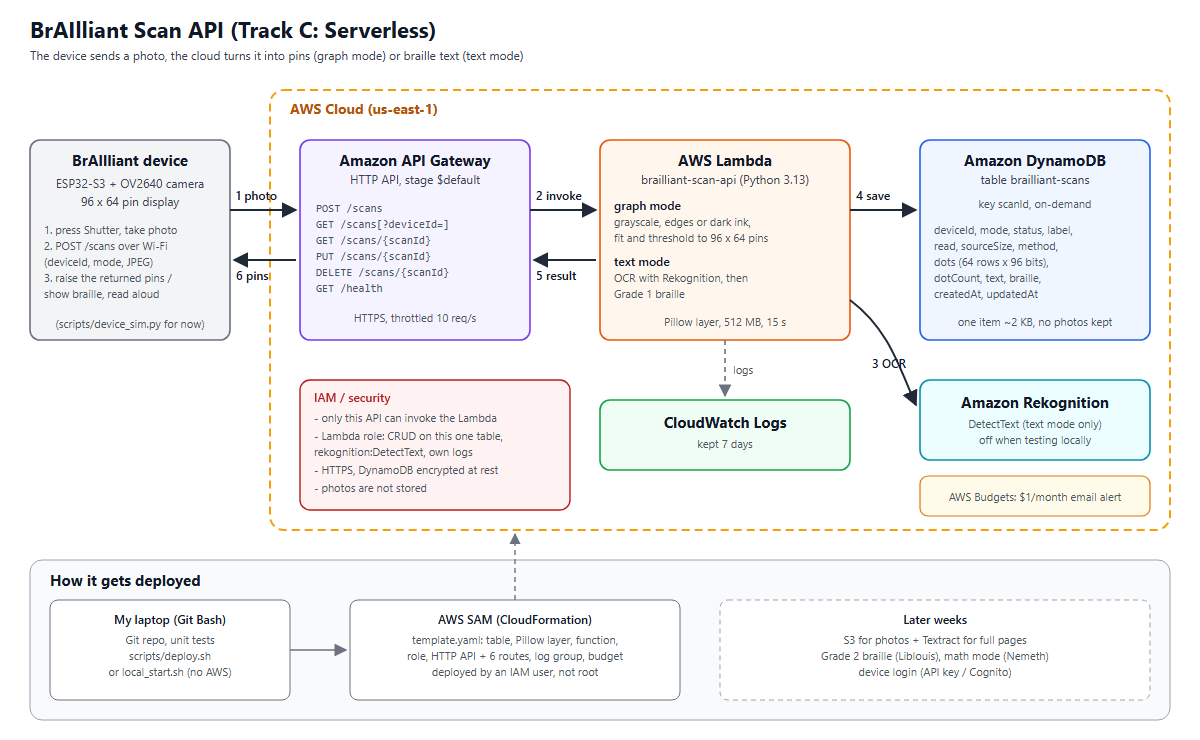 BrAIlliant Scan API (Track C: Serverless)
The device sends a photo, the cloud turns it into pins (graph mode) or braille text (text mode)
AWS Cloud (us-east-1)
BrAIlliant device
ESP32-S3 + OV2640 camera
96 x 64 pin display
1. press Shutter, take photo
2. POST /scans over Wi-Fi
(deviceId, mode, JPEG)
3. raise the returned pins /
show braille, read aloud
(scripts/device_sim.py for now)
1 photo
6 pins
Amazon API Gateway
HTTP API, stage $default
POST /scans
GET /scans[?deviceId=]
GET /scans/{scanId}
PUT /scans/{scanId}
DELETE /scans/{scanId}
GET /health
HTTPS, throttled 10 req/s
2 invoke
5 result
AWS Lambda
brailliant-scan-api (Python 3.13)
graph mode
grayscale, edges or dark ink,
fit and threshold to 96 x 64 pins
text mode
OCR with Rekognition, then
Grade 1 braille
Pillow layer, 512 MB, 15 s
4 save
3 OCR
logs
Amazon DynamoDB
table brailliant-scans
key scanId, on-demand
deviceId, mode, status, label,
read, sourceSize, method,
dots (64 rows x 96 bits),
dotCount, text, braille,
createdAt, updatedAt
one item ~2 KB, no photos kept
IAM / security
- only this API can invoke the Lambda
- Lambda role: CRUD on this one table,
rekognition:DetectText, own logs
- HTTPS, DynamoDB encrypted at rest
- photos are not stored
CloudWatch Logs
kept 7 days
Amazon Rekognition
DetectText (text mode only)
off when testing locally
AWS Budgets: $1/month email alert
How it gets deployed
My laptop (Git Bash)
Git repo, unit tests
scripts/deploy.sh
or local_start.sh (no AWS)
AWS SAM (CloudFormation)
template.yaml: table, Pillow layer, function,
role, HTTP API + 6 routes, log group, budget
deployed by an IAM user, not root
Later weeks
S3 for photos + Textract for full pages
Grade 2 braille (Liblouis), math mode (Nemeth)
device login (API key / Cognito)